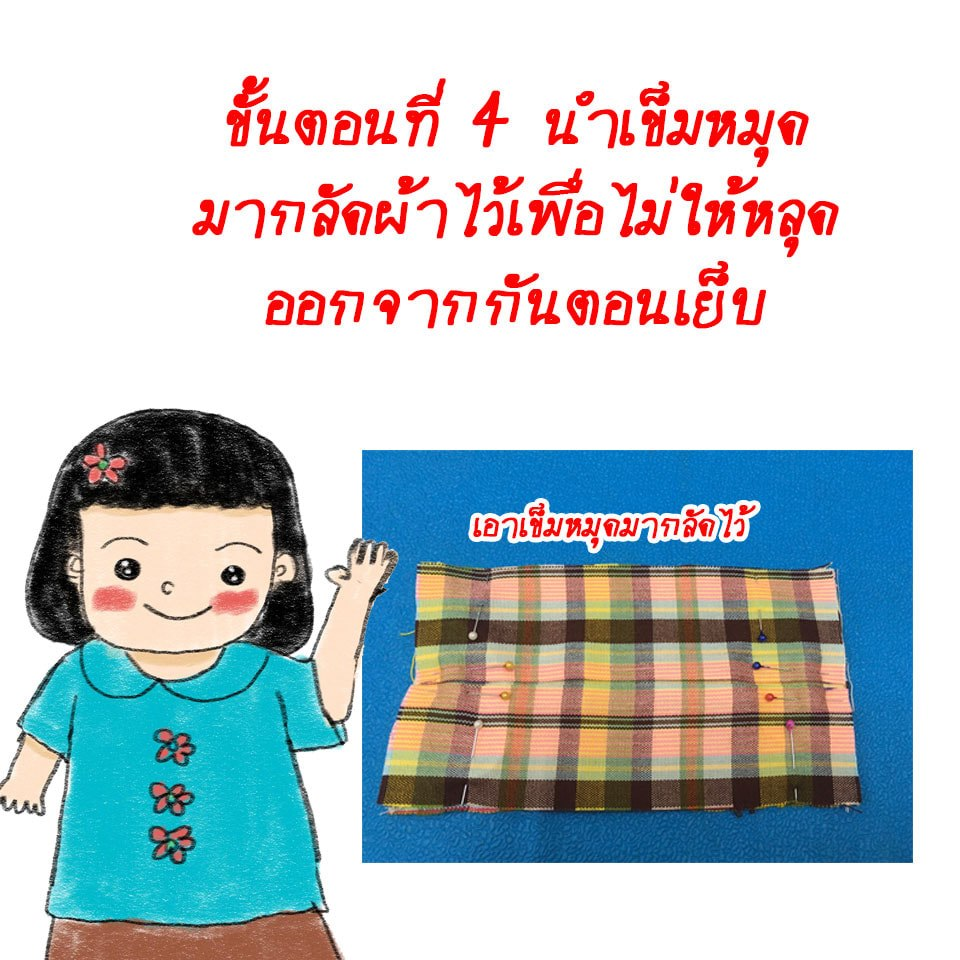 ขั้นตอนที่ 4 นำเข็มหมุด
มากลัดผ้าไว้เพื่อไม่ให้หลุด
ออกจากกันตอนเย็บ
เอาเข็มหมุดมากลัดไว้